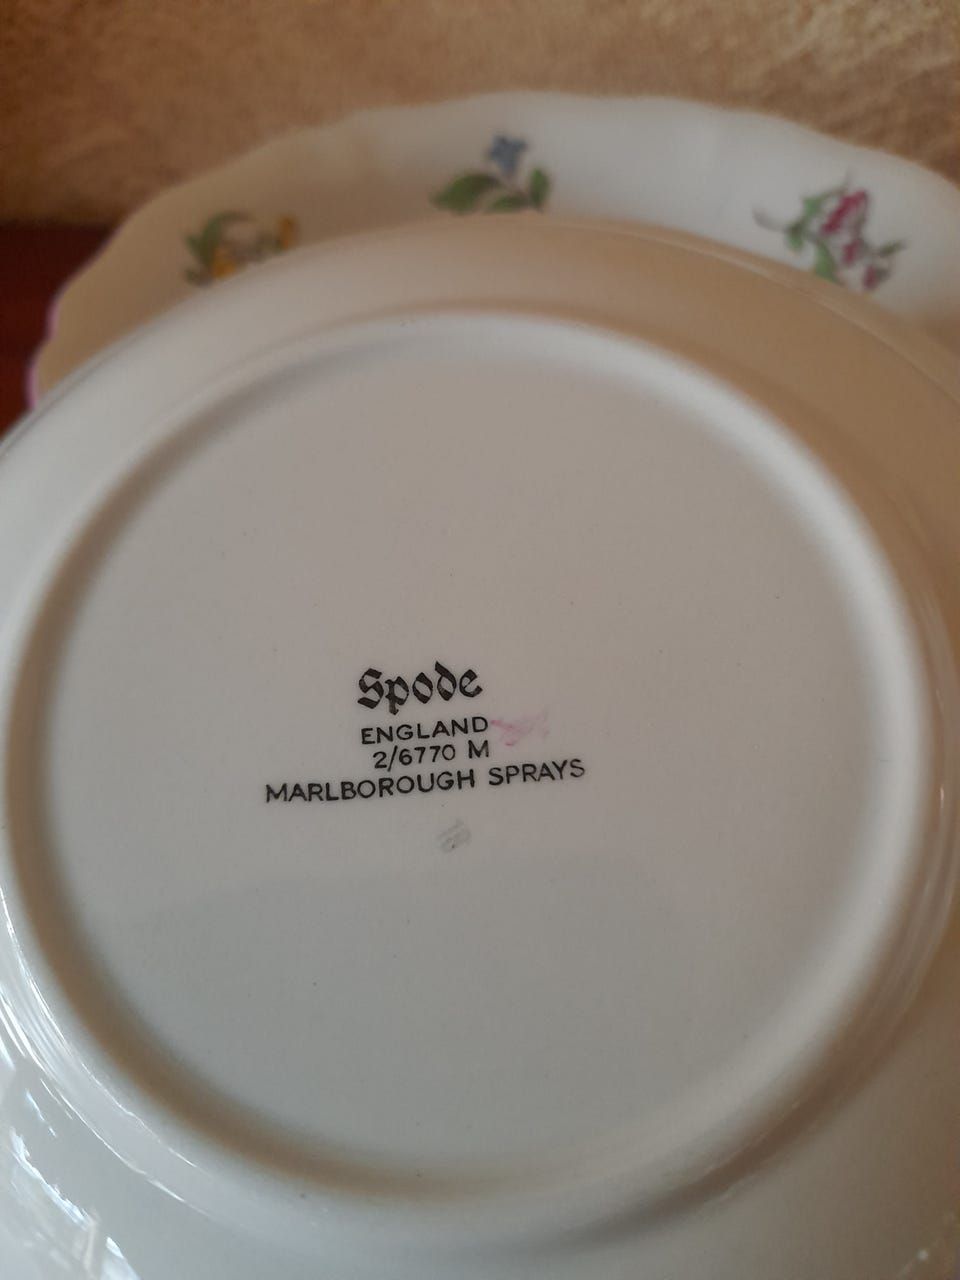 Spode
ENGLAND
2/6770 M
MARLBOROUGH SPRAYS